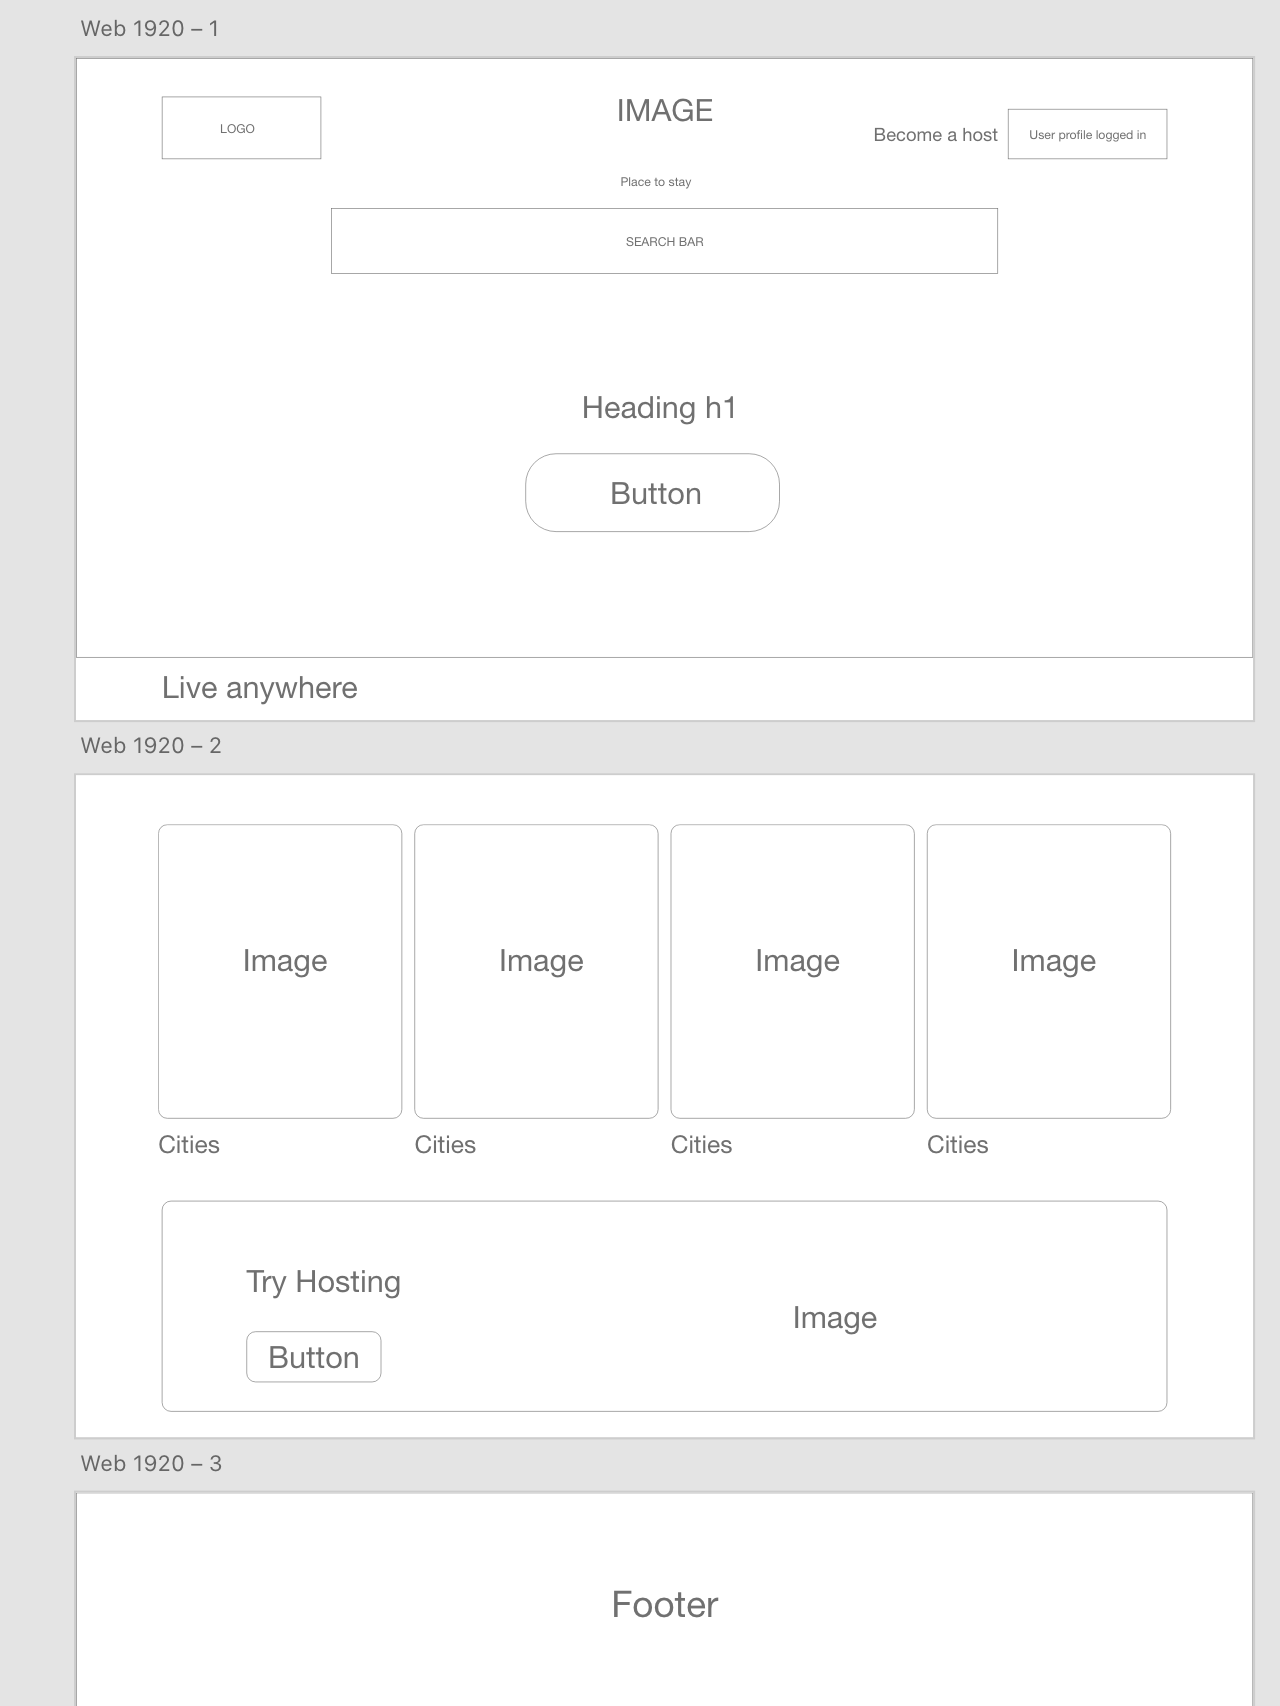 Web 1920 – 1
IMAGE
LOGO
Become a host
User profile logged in
Place to stay
SEARCH BAR
Heading h1
Button
Live anywhere
Web 1920 – 2
Image
Image
Image
Image
Cities
Cities
Cities
Cities
Try Hosting
Image
Button
Web 1920 – 3
Footer